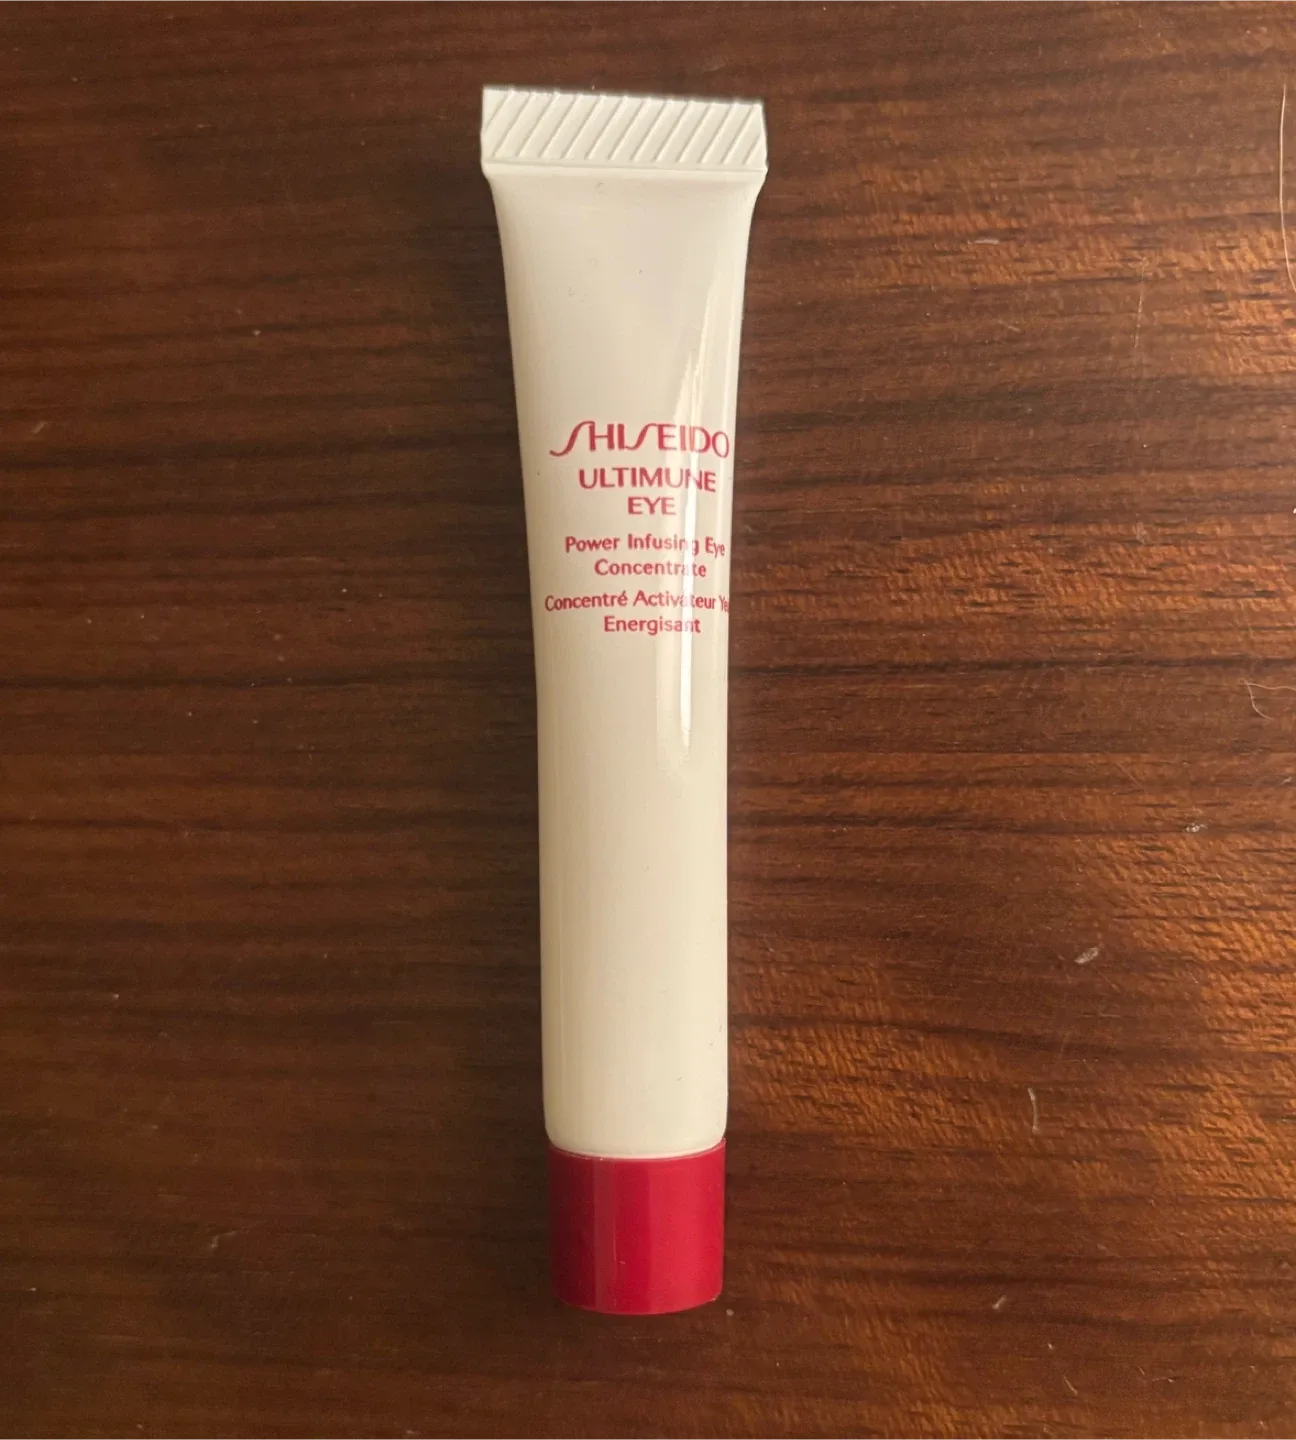 SHISEIDO
ULTIMUNE
EYE
Power Infusing Eye
Concentrate
Concentré Activateur
Energisant